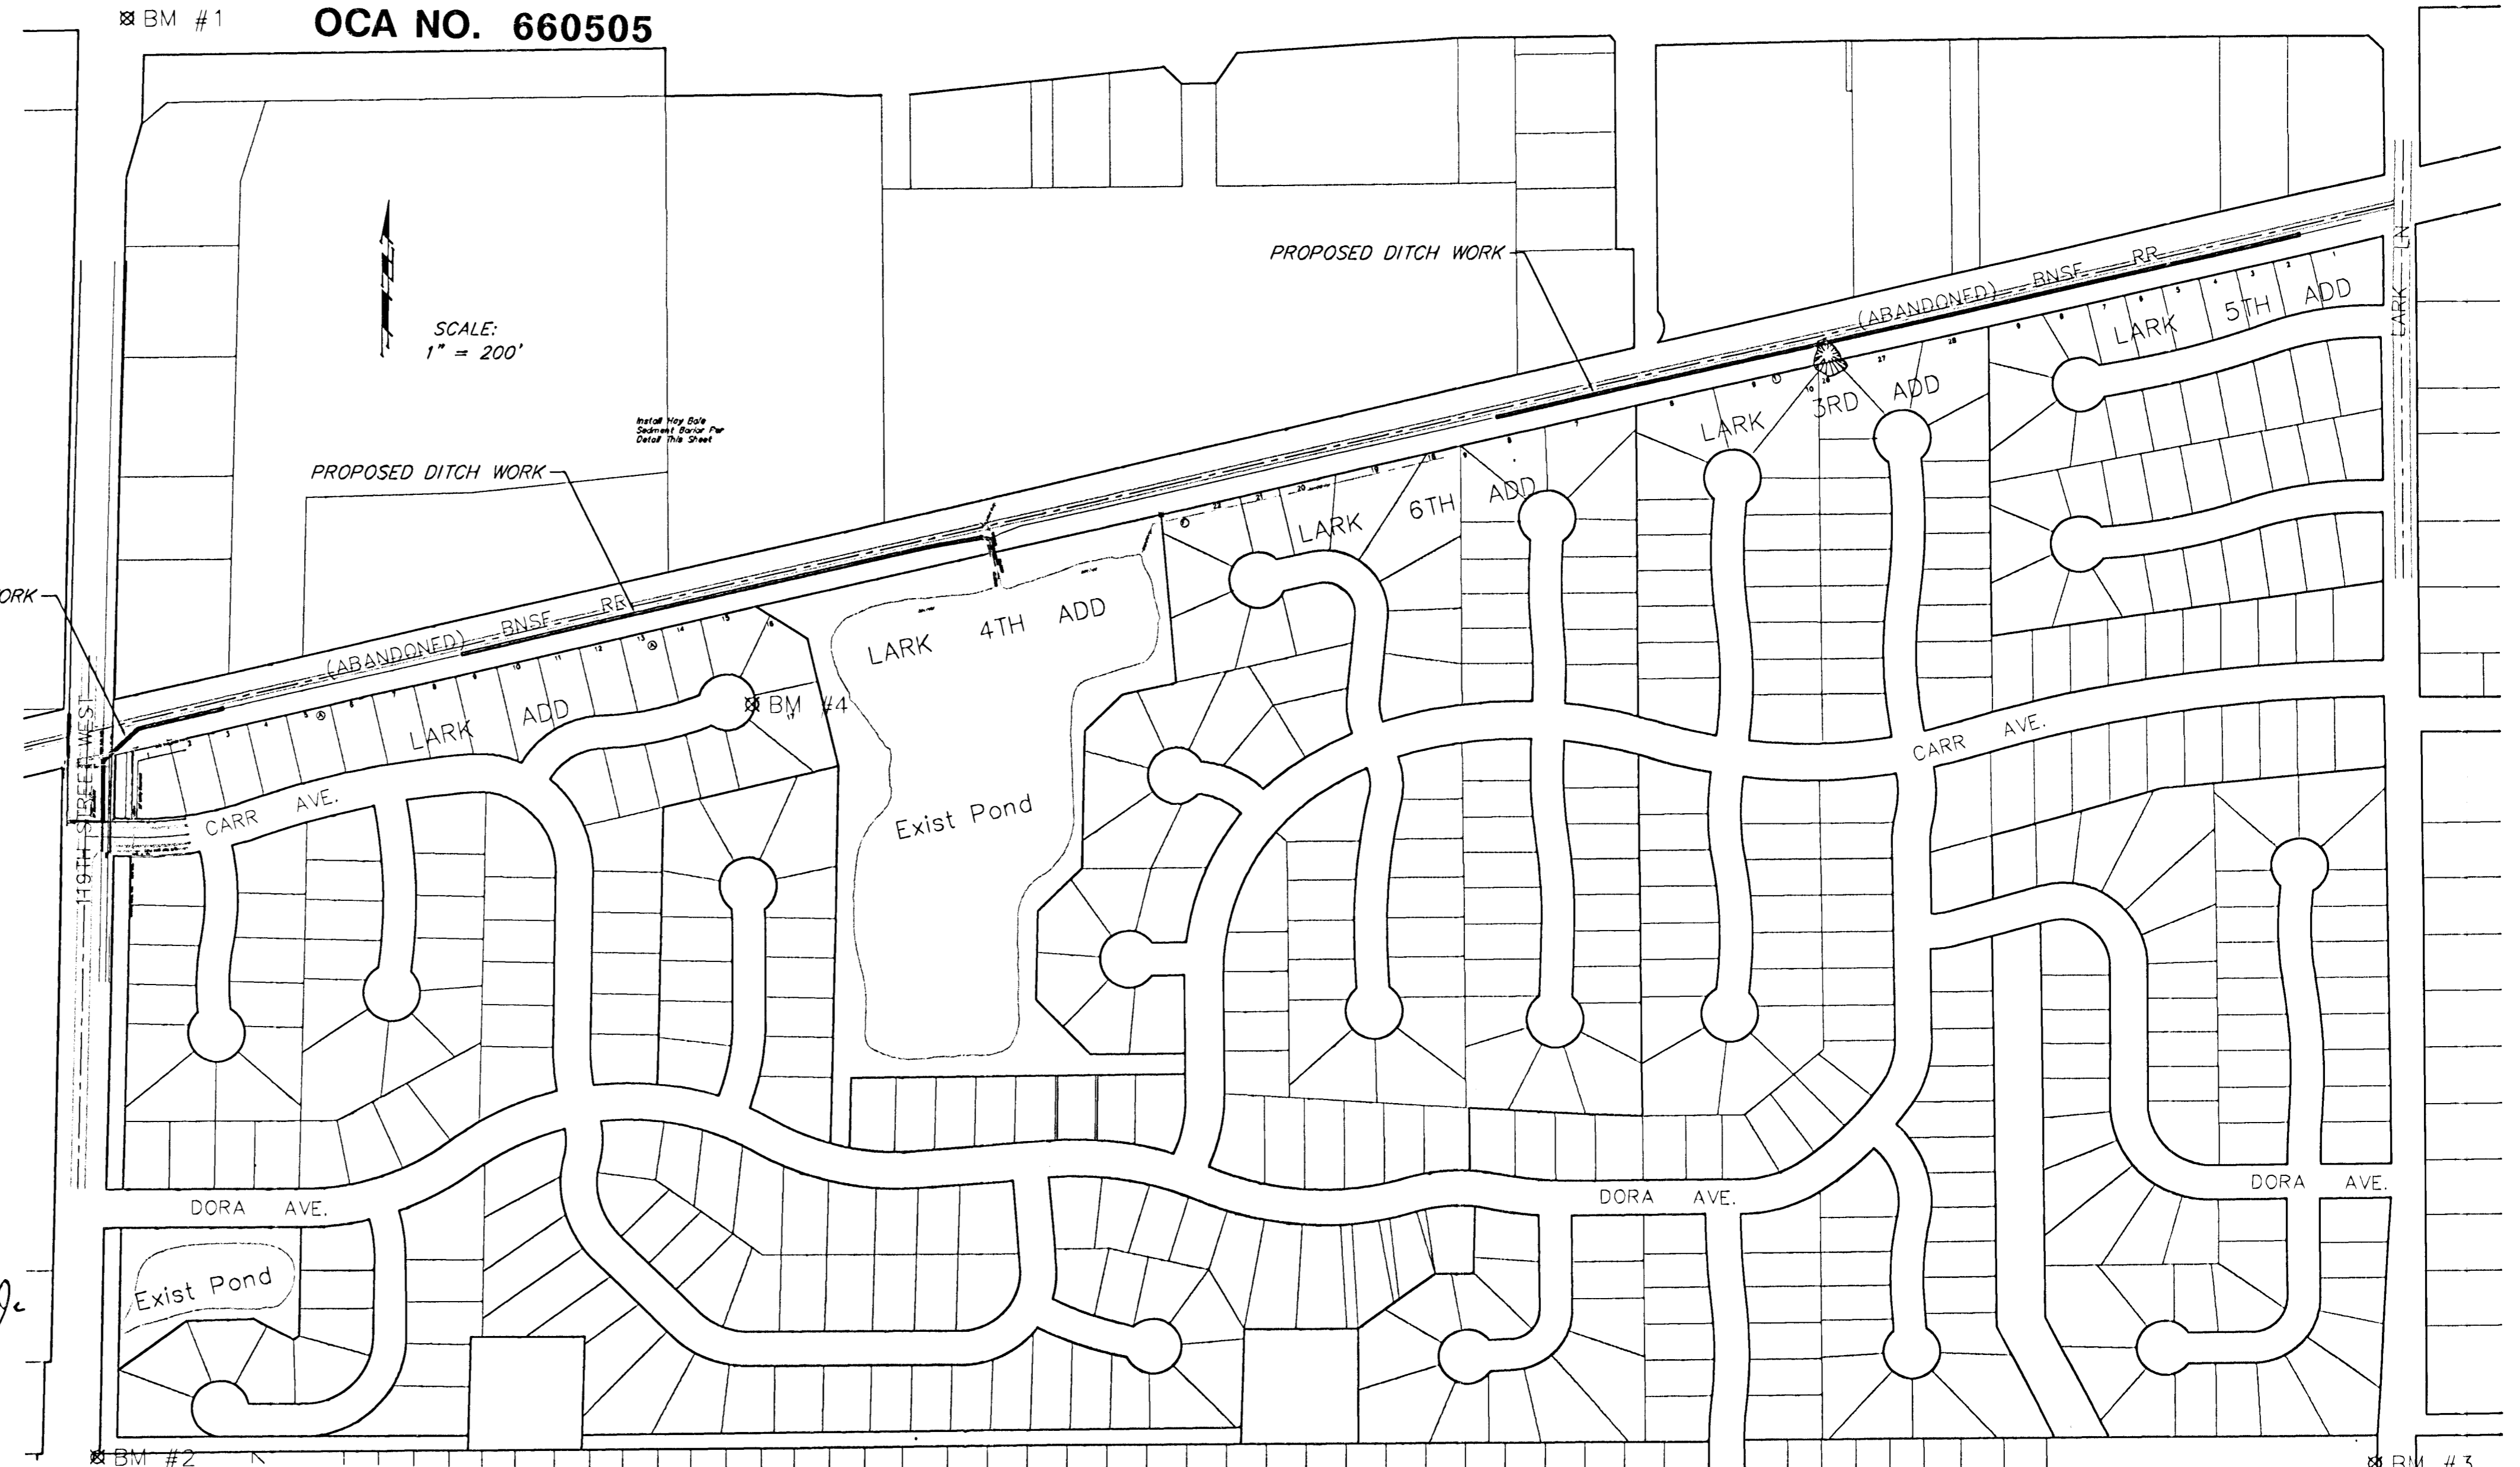 BM #1
OCA NO. 660505
SCALE:
1" = 200'
PROPOSED DITCH WORK
Install Hay Bale
Sediment Barier Per
Detail This Sheet
PROPOSED DITCH WORK
ORK
(ABANDONED) BNSF RR
(ABANDONED) BNSF RR
LARK LN
LARK 5TH ADD
LARK 3RD ADD
LARK 6TH ADD
LARK 4TH ADD
LARK ADD
BM #4
119TH STREET WEST
CARR AVE.
CARR AVE.
Exist Pond
DORA AVE.
DORA AVE.
DORA AVE.
Exist Pond
BM #2
BM #3